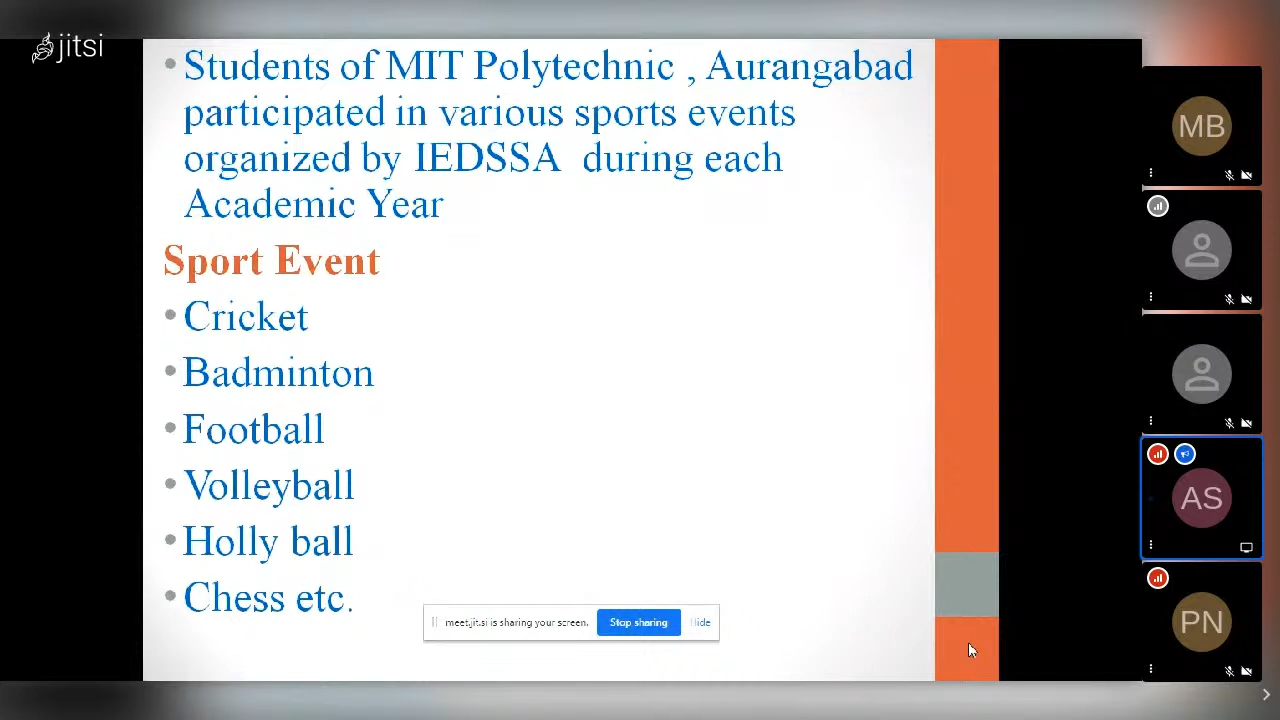 jitsi
Students of MIT Polytechnic , Aurangabad
participated in various sports events
organized by IEDSSA during each
Academic Year
Sport Event
Cricket
Badminton
Football
Volleyball
Holly ball
Chess etc.
meet.jit.si is sharing your screen.
Stop sharing
Hide
MB
AS
PN